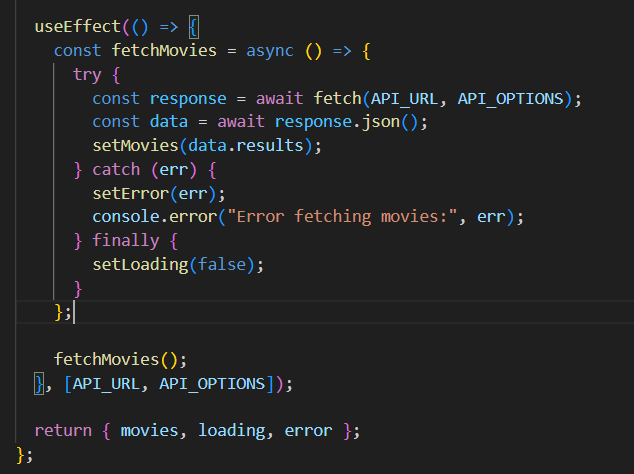 useEffect(() => {
const fetchMovies = async () => {
try {
const response = await fetch(API_URL, API_OPTIONS);
const data = await response.json();
setMovies(data.results);
} catch (err) {
setError(err);
console.error("Error fetching movies:", err);
} finally {
setLoading(false);
}
};
fetchMovies();
}, [API_URL, API_OPTIONS]);
return { movies, loading, error };
};